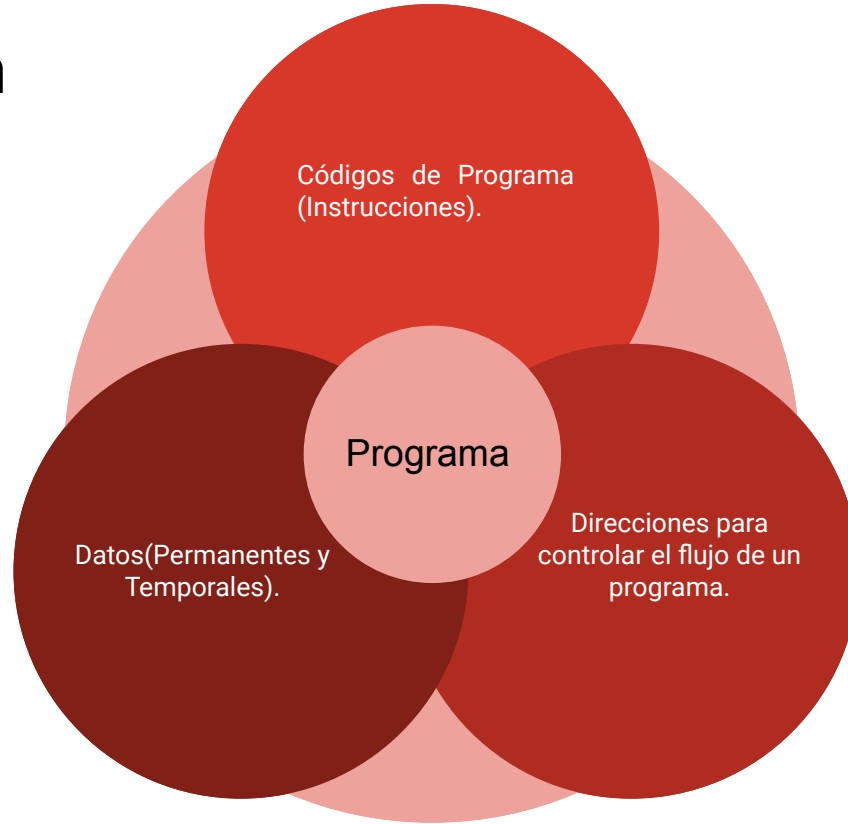 Códigos de Programa
(Instrucciones).
Programa
Datos(Permanentes y
Temporales).
Direcciones para
controlar el flujo de un
programa.